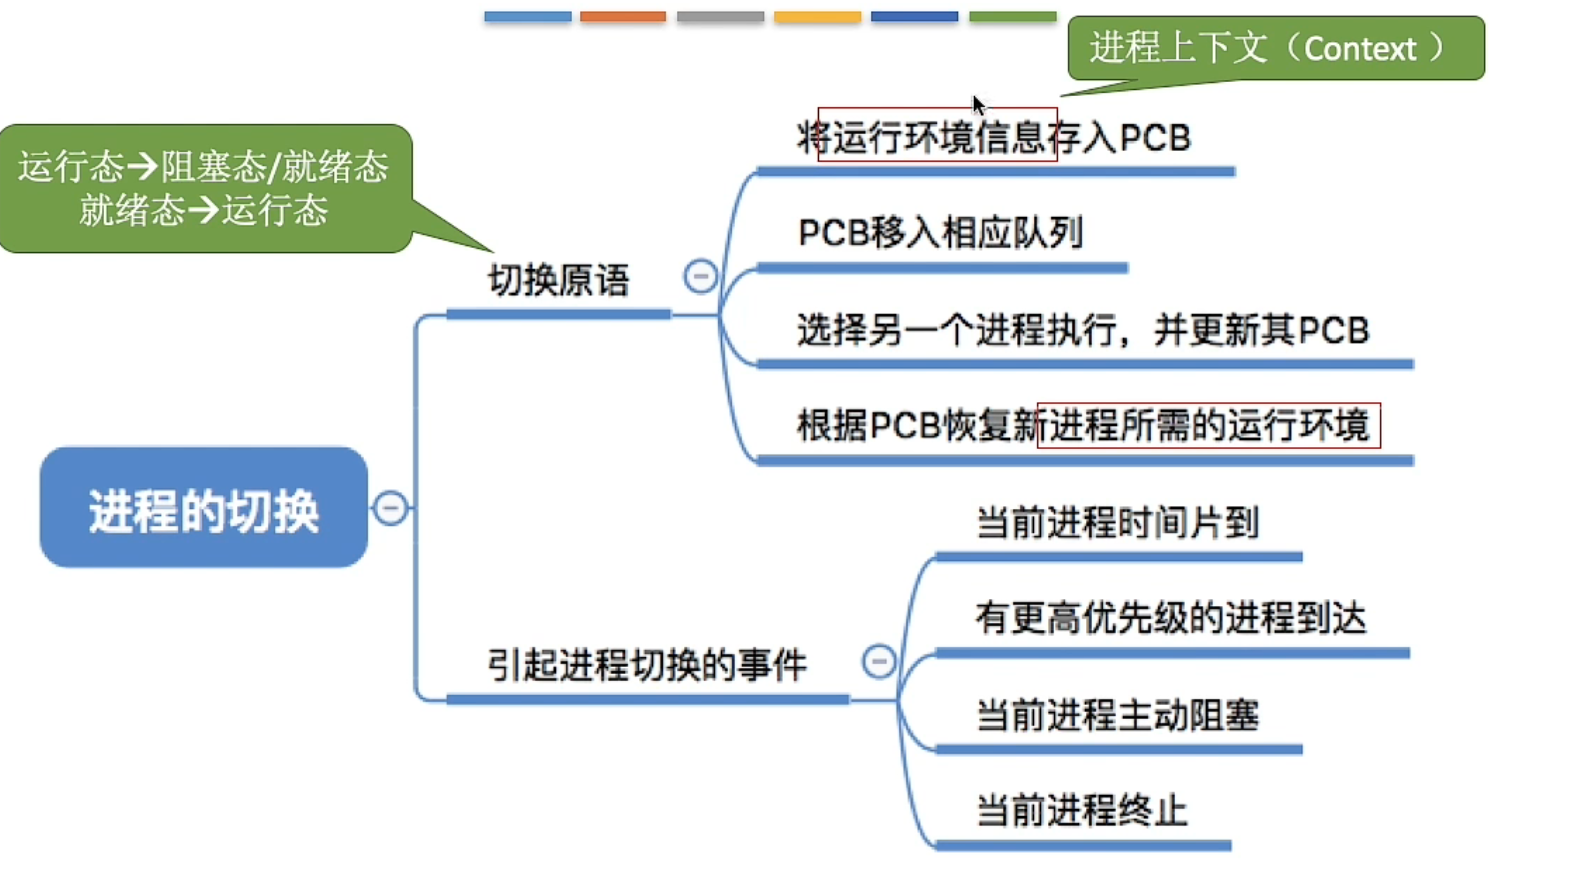 进程上下文（Context ）
将运行环境信息存入PCB
运行态→阻塞态/就绪态
就绪态→运行态
PCB移入相应队列
切换原语
选择另一个进程执行，并更新其PCB
根据PCB恢复新进程所需的运行环境
进程的切换
当前进程时间片到
有更高优先级的进程到达
引起进程切换的事件
当前进程主动阻塞
当前进程终止